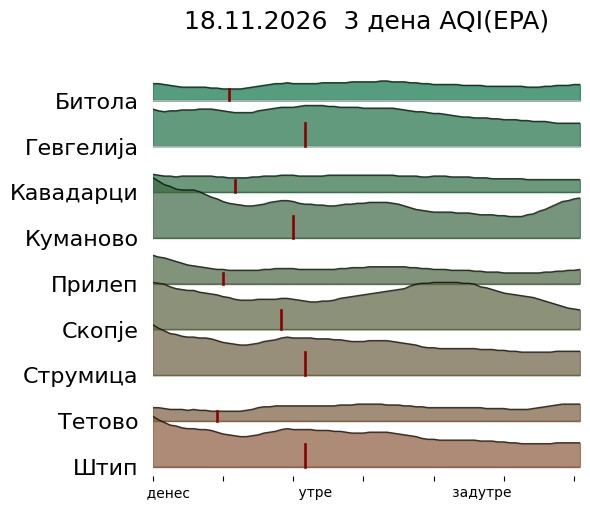 18.11.2026 3 дена AQI(EPA)
Битола
Гевгелија
Кавадарци
Куманово
Прилеп
Скопје
Струмица
Тетово
Штип
денес утре задутре